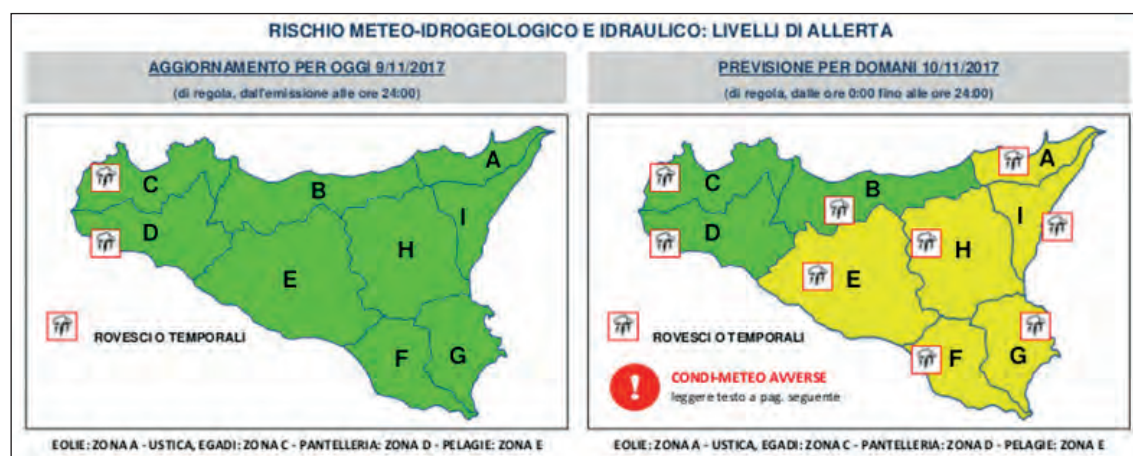 RISCHIO METEO-IDROGEOLOGICO E IDRAULICO: LIVELLI DI ALLERTA
AGGIORNAMENTO PER OGGI 9/11/2017
(di regola, dall'emissione alle ore 24:00)
A
C
B
I
D
H
E
ROVESCI O TEMPORALI
F
G
EOLIE: ZONA A - USTICA, EGADI: ZONA C - PANTELLERIA: ZONA D - PELAGIE: ZONA E
PREVISIONE PER DOMANI 10/11/2017
(di regola, dalle ore 0:00 fino alle ore 24:00)
A
C
B
I
D
H
E
ROVESCI O TEMPORALI
F
G
!
CONDI-METEO AVVERSE
leggere testo a pag. seguente
EOLIE: ZONA A - USTICA, EGADI: ZONA C - PANTELLERIA: ZONA D - PELAGIE: ZONA E